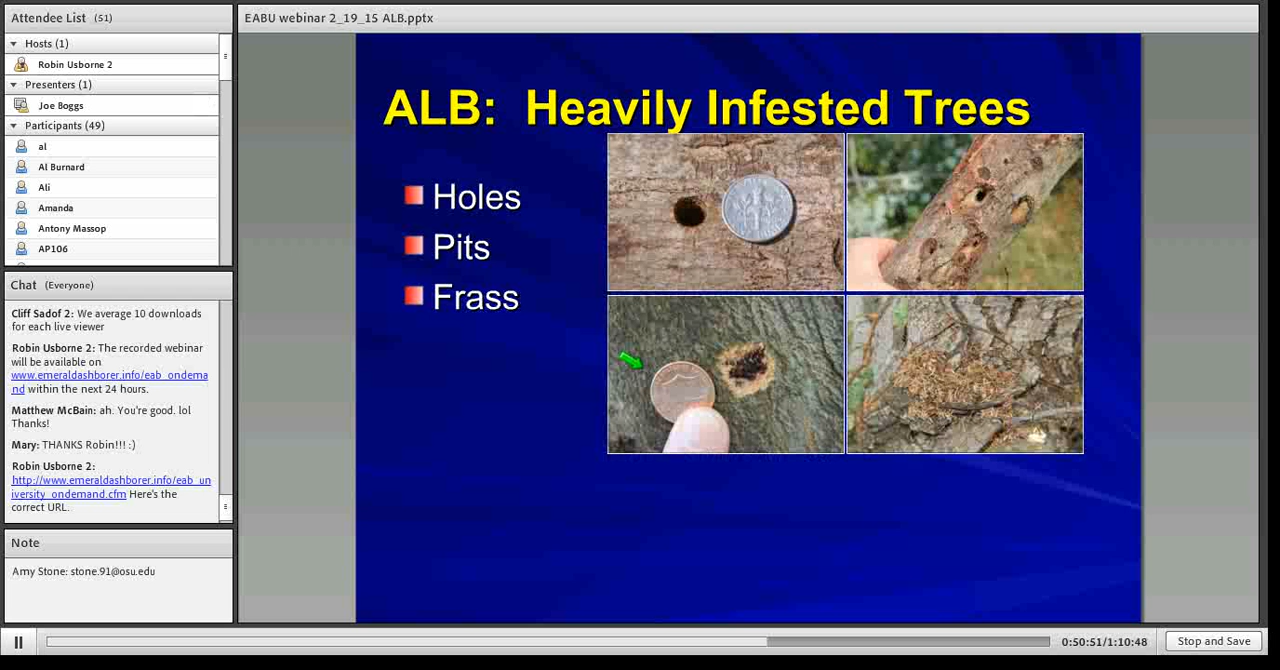 Attendee List (51)
Hosts (1)
Robin Usborne 2
Presenters (1)
Joe Boggs
Participants (49)
al
Al Burnard
Ali
Amanda
Antony Massop
AP106
Chat (Everyone)
Cliff Sadof 2: We average 10 downloads
for each live viewer
Robin Usborne 2: The recorded webinar
will be available on
www.emeraldashborer.info/eab_ondema
nd within the next 24 hours.
Matthew McBain: ah. You're good. lol
Thanks!
Mary: THANKS Robin!!! :)
Robin Usborne 2:
http://www.emeraldashborer.info/eab_un
iversity_ondemand.cfm Here's the
correct URL.
Note
Amy Stone: stone.91@osu.edu
EABU webinar 2_19_15 ALB.pptx
ALB: Heavily Infested Trees
Holes
Pits
Frass
0:50:51/1:10:48
Stop and Save